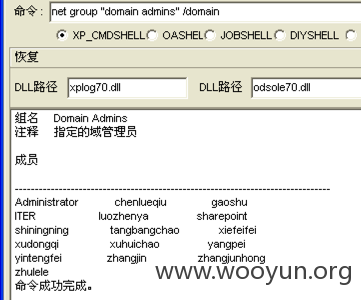 命令: net group "domain admins" /domain
XP_CMDSHELL OASHEL JOBSHELL DIYSHELL
恢复
DLL路径 xplog70.dll DLL路径 odsole70.dll
组名 Domain Admins
注释 指定的域管理员
成员
-------------------------------------------------------------------------------
Administrator chenlueqiu gaoshu
ITER luozhenya sharepoint
shiningning tangbangchao xiefeifei
xudongqi xuhuichao yangpei
yintengfei zhangjin zhangjunhong
zhulele
命令成功完成。
www.wooyun.org